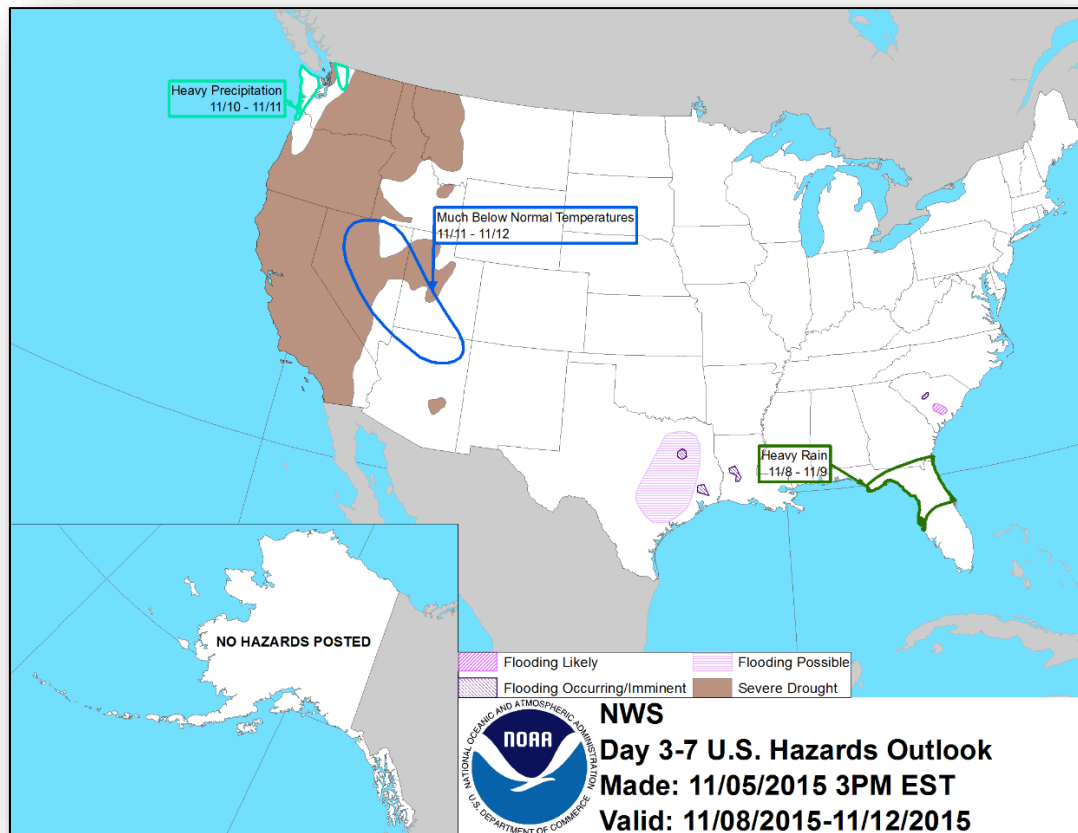 Heavy Precipitation
11/10 - 11/11
Much Below Normal Temperatures
11/11 - 11/12
Heavy Rain
11/8 - 11/9
NO HAZARDS POSTED
Flooding Likely
Flooding Possible
Flooding Occurring/Imminent
Severe Drought
NATIONAL OCEANIC AND ATMOSPHERIC ADMINISTRATION
NOAA
U.S. DEPARTMENT OF COMMERCE
NWS
Day 3-7 U.S. Hazards Outlook
Made: 11/05/2015 3PM EST
Valid: 11/08/2015-11/12/2015